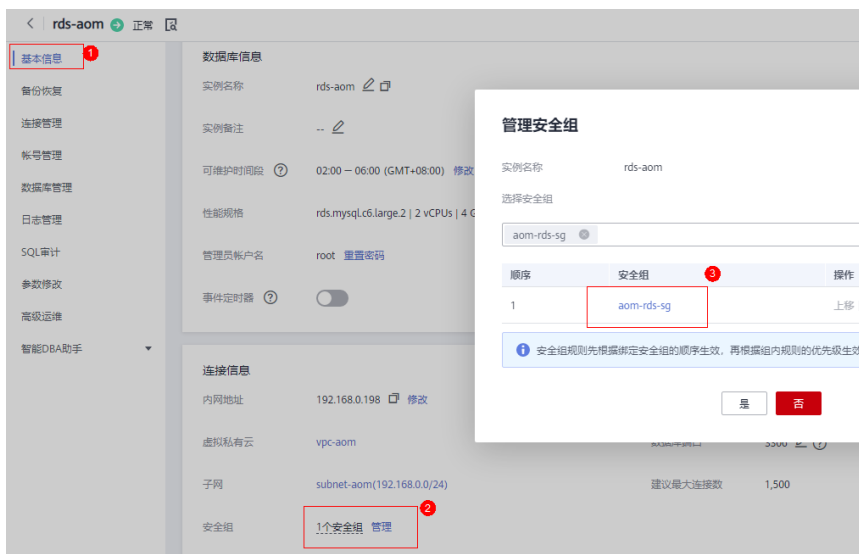 rds-aom 正常
基本信息 1
备份恢复
连接管理
帐号管理
数据库管理
日志管理
SQL审计
参数修改
高级运维
智能DBA助手
数据库信息
实例名称 rds-aom
实例备注 --
可维护时间段 02:00 — 06:00 (GMT+08:00) 修改
性能规格 rds.mysql.c6.large.2 | 2 vCPUs | 4 G
管理员帐户名 root 重置密码
事件定时器
连接信息
内网地址 192.168.0.198 修改
虚拟私有云 vpc-aom
数据库端口 3306
子网 subnet-aom(192.168.0.0/24) 建议最大连接数 1,500
安全组 1个安全组 管理 2
管理安全组
实例名称 rds-aom
选择安全组
aom-rds-sg
顺序 安全组 3 操作
1 aom-rds-sg 上移
安全组规则先根据绑定安全组的顺序生效，再根据组内规则的优先级生效
是 否